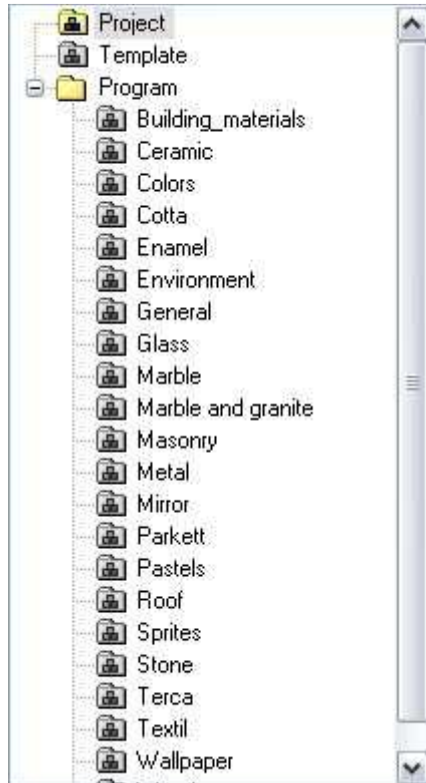 Project
Template
Program
Building_materials
Ceramic
Colors
Cotta
Enamel
Environment
General
Glass
Marble
Marble and granite
Masonry
Metal
Mirror
Parkett
Pastels
Roof
Sprites
Stone
Terca
Textil
Wallpaper